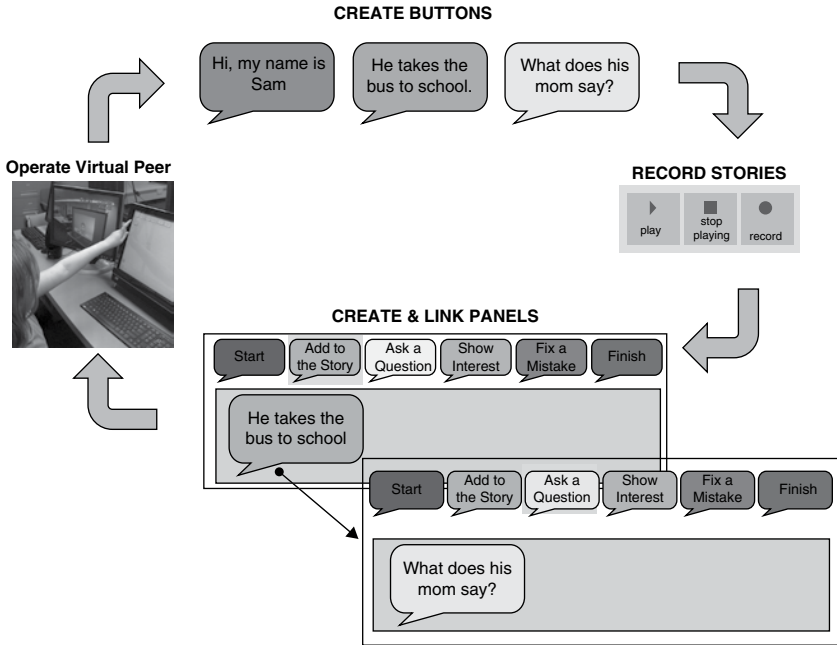 CREATE BUTTONS
Hi, my name is
Sam
He takes the
bus to school.
What does his
mom say?
Operate Virtual Peer
RECORD STORIES
play
stop
playing
record
CREATE & LINK PANELS
Start
Add to
the Story
Ask a
Question
Show
Interest
Fix a
Mistake
Finish
He takes the
bus to school
Start
Add to
the Story
Ask a
Question
Show
Interest
Fix a
Mistake
Finish
What does his
mom say?